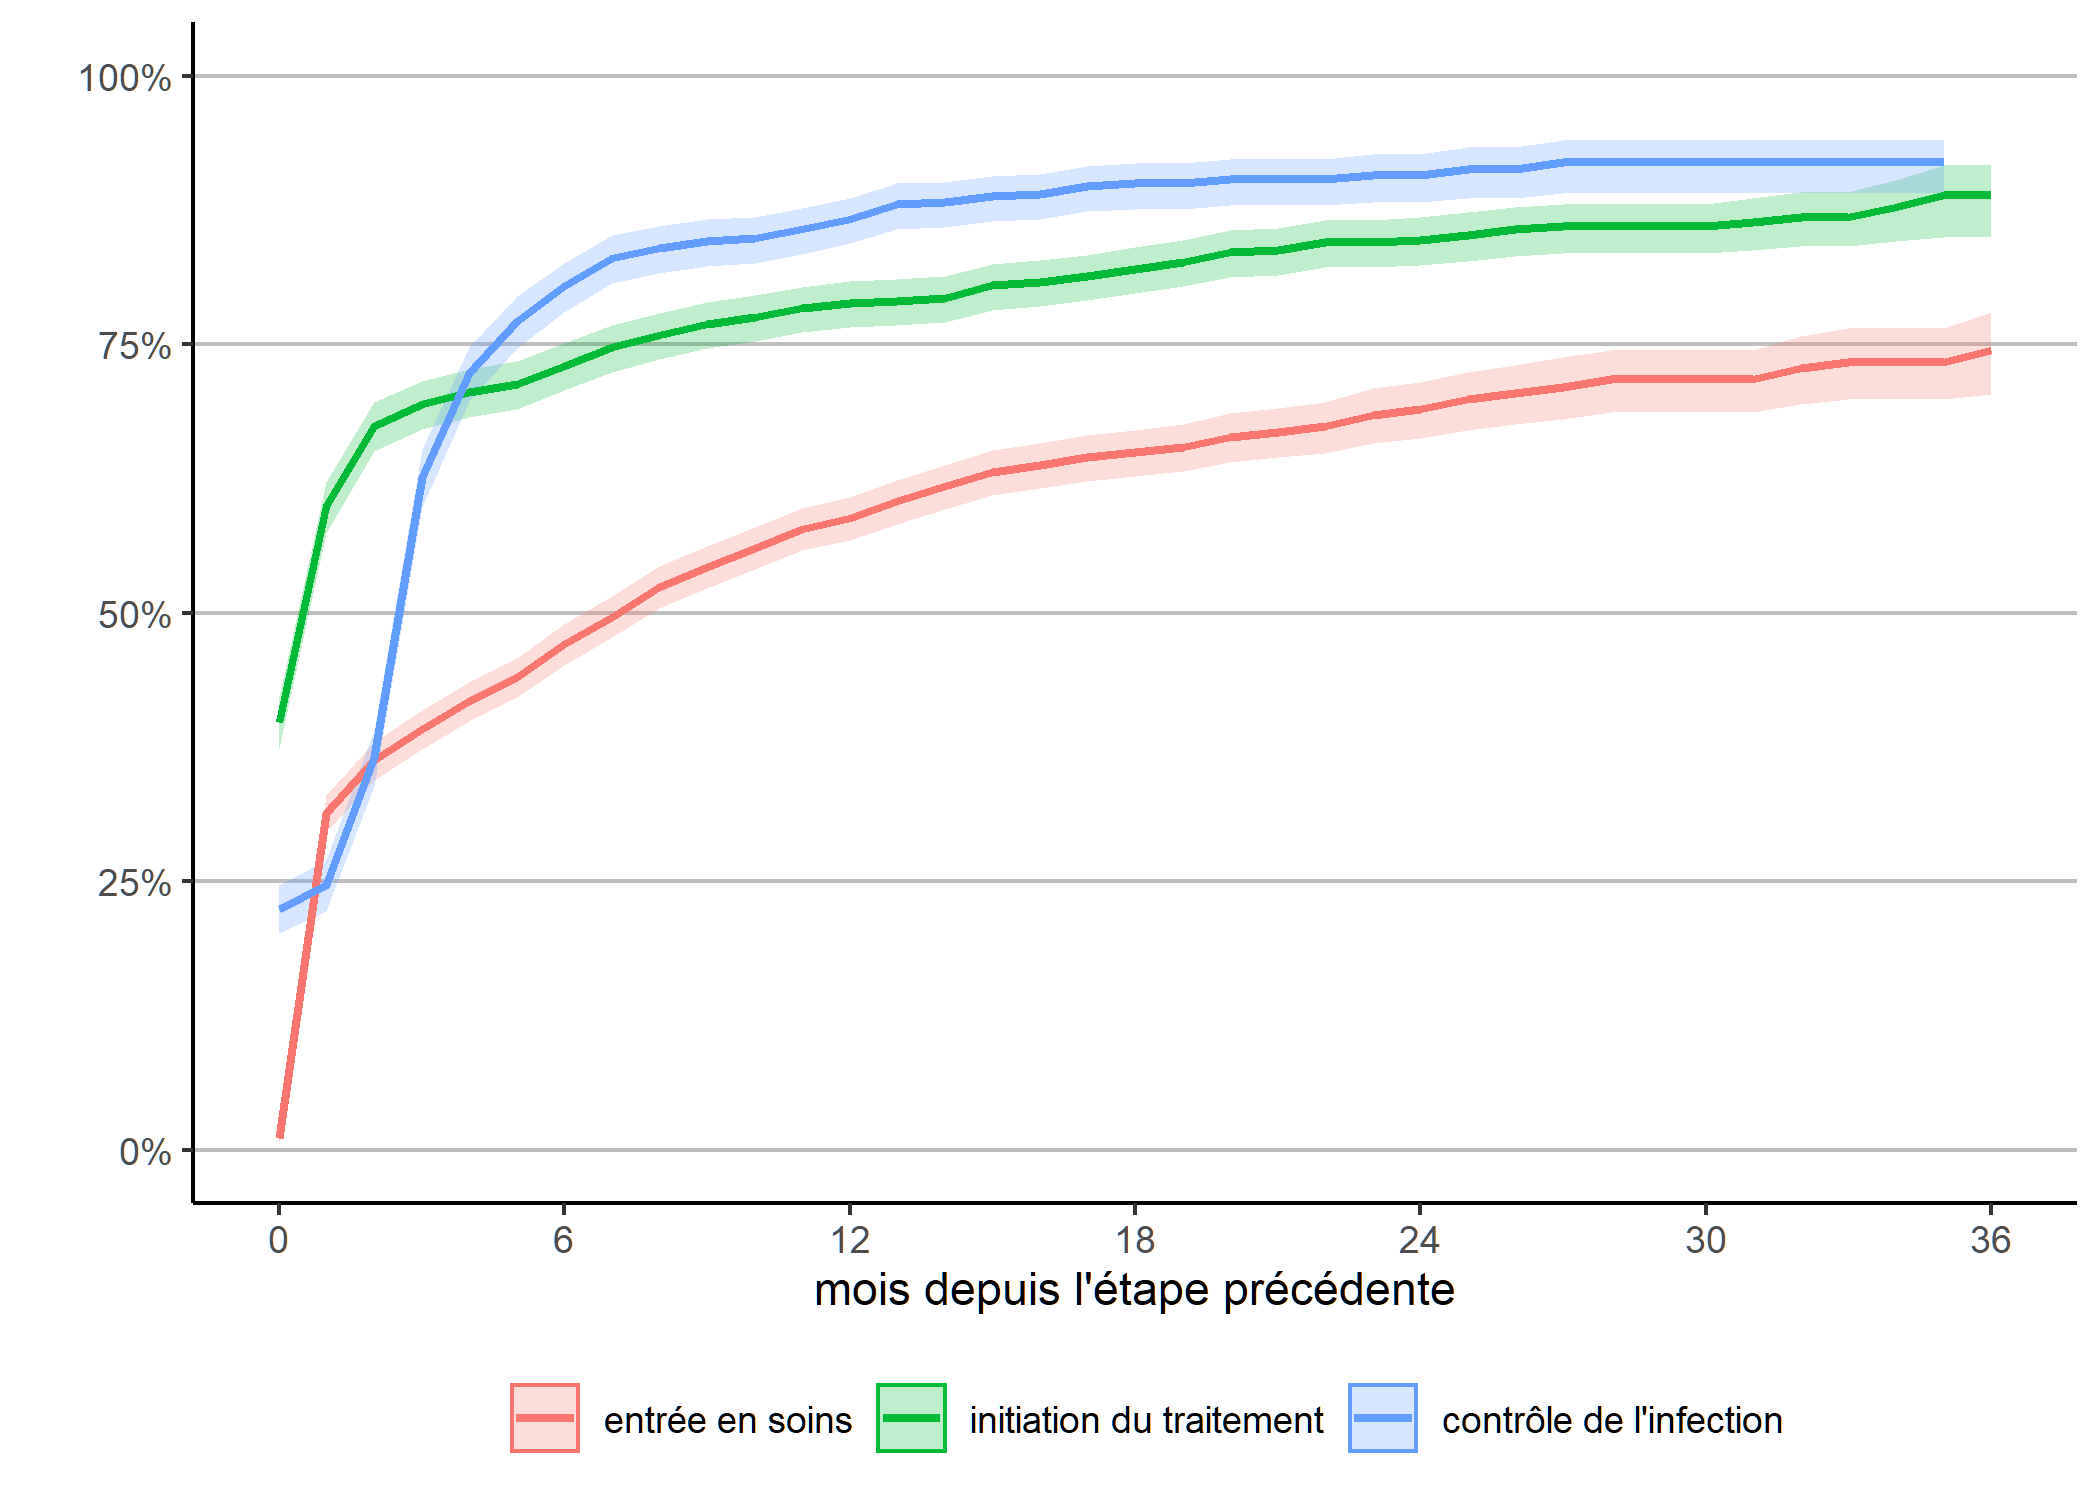 100%
75%
50%
25%
0%
0 6 12 18 24 30 36
mois depuis l'étape précédente
entrée en soins initiation du traitement contrôle de l'infection